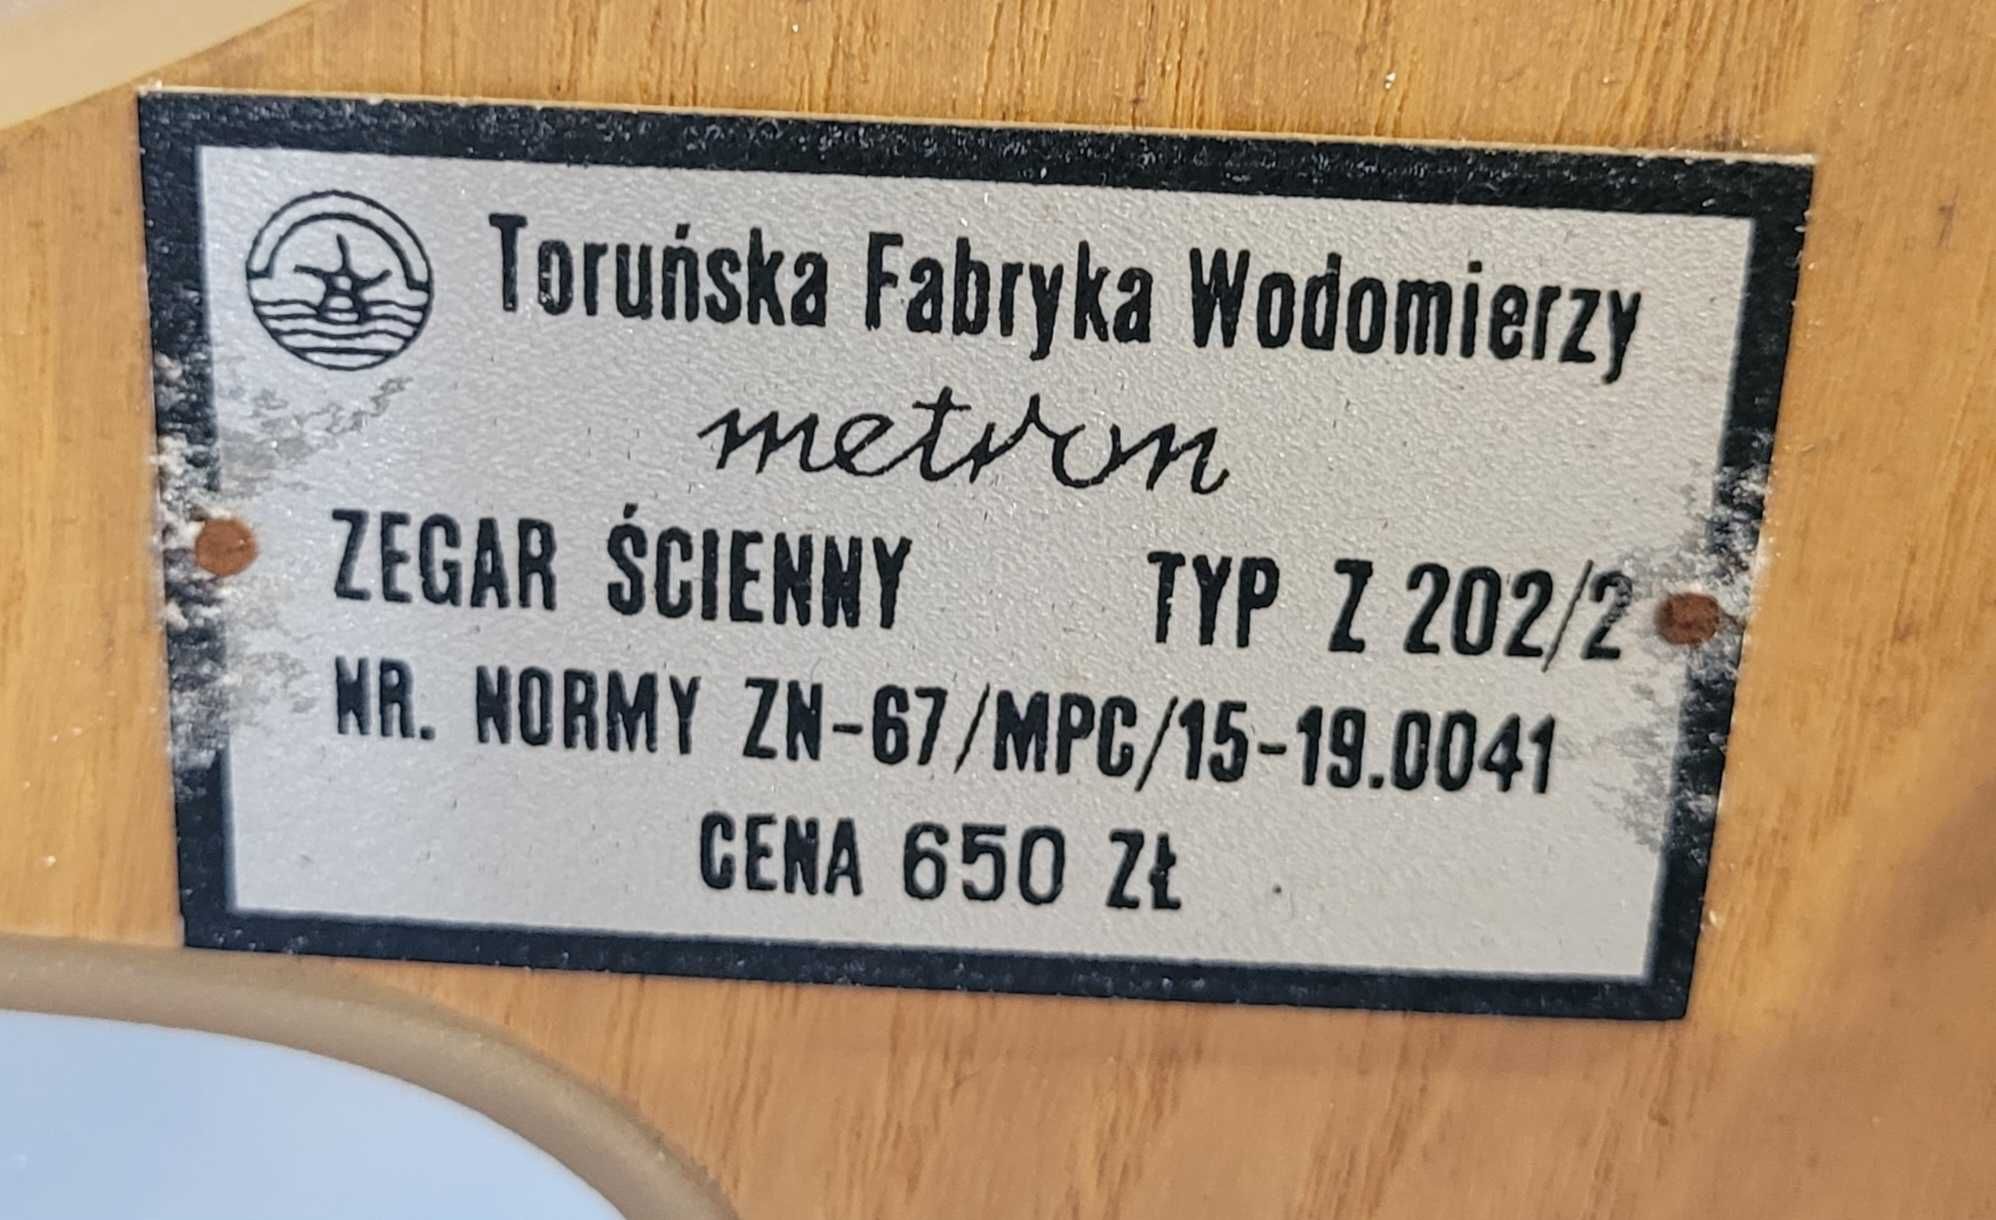 Toruńska Fabryka Wodomierzy
metron
ZEGAR ŚCIENNY TYP Z 202/2
NR. NORMY ZN-67/MPC/15-19.0041
CENA 650 ZŁ